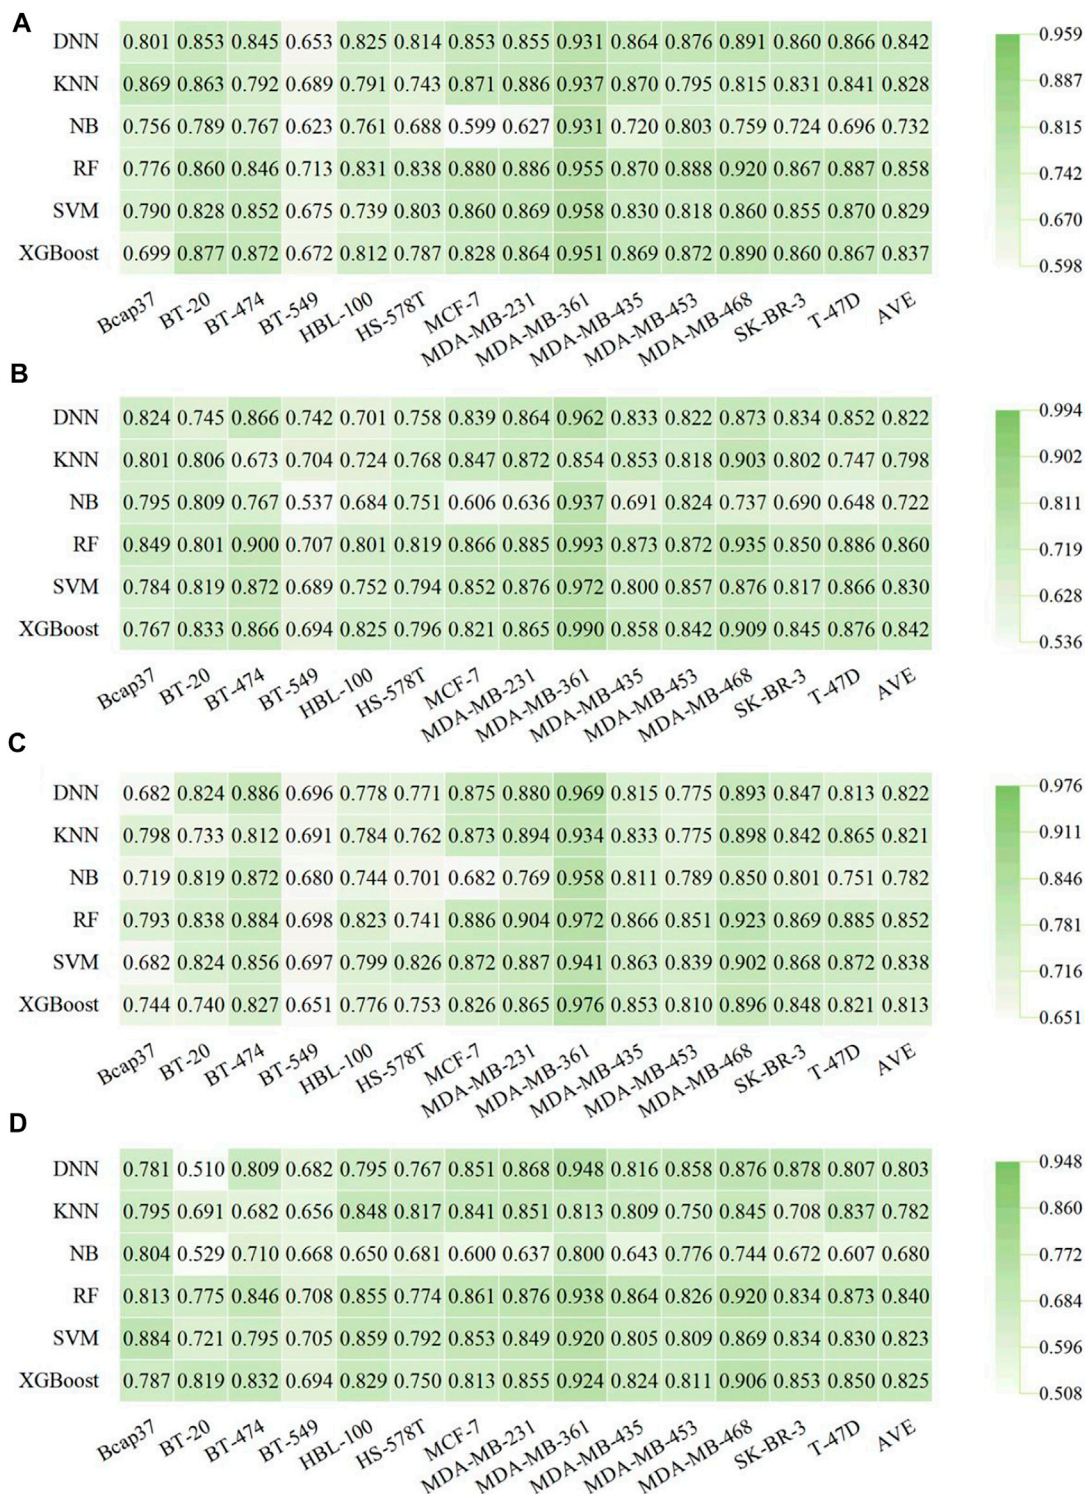 A
DNN 0.801 0.853 0.845 0.653 0.825 0.814 0.853 0.855 0.931 0.864 0.876 0.891 0.860 0.866 0.842
KNN 0.869 0.863 0.792 0.689 0.791 0.743 0.871 0.886 0.937 0.870 0.795 0.815 0.831 0.841 0.828
NB 0.756 0.789 0.767 0.623 0.761 0.688 0.599 0.627 0.931 0.720 0.803 0.759 0.724 0.696 0.732
RF 0.776 0.860 0.846 0.713 0.831 0.838 0.880 0.886 0.955 0.870 0.888 0.920 0.867 0.887 0.858
SVM 0.790 0.828 0.852 0.675 0.739 0.803 0.860 0.869 0.958 0.830 0.818 0.860 0.855 0.870 0.829
XGBoost 0.699 0.877 0.872 0.672 0.812 0.787 0.828 0.864 0.951 0.869 0.872 0.890 0.860 0.867 0.837
Bcap37 BT-20 BT-474 BT-549 HBL-100 HS-578T MCF-7 MDA-MB-231 MDA-MB-361 MDA-MB-435 MDA-MB-453 MDA-MB-468 SK-BR-3 T-47D AVE
0.959
0.887
0.815
0.742
0.670
0.598
B
DNN 0.824 0.745 0.866 0.742 0.701 0.758 0.839 0.864 0.962 0.833 0.822 0.873 0.834 0.852 0.822
KNN 0.801 0.806 0.673 0.704 0.724 0.768 0.847 0.872 0.854 0.853 0.818 0.903 0.802 0.747 0.798
NB 0.795 0.809 0.767 0.537 0.684 0.751 0.606 0.636 0.937 0.691 0.824 0.737 0.690 0.648 0.722
RF 0.849 0.801 0.900 0.707 0.801 0.819 0.866 0.885 0.993 0.873 0.872 0.935 0.850 0.886 0.860
SVM 0.784 0.819 0.872 0.689 0.752 0.794 0.852 0.876 0.972 0.800 0.857 0.876 0.817 0.866 0.830
XGBoost 0.767 0.833 0.866 0.694 0.825 0.796 0.821 0.865 0.990 0.858 0.842 0.909 0.845 0.876 0.842
Bcap37 BT-20 BT-474 BT-549 HBL-100 HS-578T MCF-7 MDA-MB-231 MDA-MB-361 MDA-MB-435 MDA-MB-453 MDA-MB-468 SK-BR-3 T-47D AVE
0.994
0.902
0.811
0.719
0.628
0.536
C
DNN 0.682 0.824 0.886 0.696 0.778 0.771 0.875 0.880 0.969 0.815 0.775 0.893 0.847 0.813 0.822
KNN 0.798 0.733 0.812 0.691 0.784 0.762 0.873 0.894 0.934 0.833 0.775 0.898 0.842 0.865 0.821
NB 0.719 0.819 0.872 0.680 0.744 0.701 0.682 0.769 0.958 0.811 0.789 0.850 0.801 0.751 0.782
RF 0.793 0.838 0.884 0.698 0.823 0.741 0.886 0.904 0.972 0.866 0.851 0.923 0.869 0.885 0.852
SVM 0.682 0.824 0.856 0.697 0.799 0.826 0.872 0.887 0.941 0.863 0.839 0.902 0.868 0.872 0.838
XGBoost 0.744 0.740 0.827 0.651 0.776 0.753 0.826 0.865 0.976 0.853 0.810 0.896 0.848 0.821 0.813
Bcap37 BT-20 BT-474 BT-549 HBL-100 HS-578T MCF-7 MDA-MB-231 MDA-MB-361 MDA-MB-435 MDA-MB-453 MDA-MB-468 SK-BR-3 T-47D AVE
0.976
0.911
0.846
0.781
0.716
0.651
D
DNN 0.781 0.510 0.809 0.682 0.795 0.767 0.851 0.868 0.948 0.816 0.858 0.876 0.878 0.807 0.803
KNN 0.795 0.691 0.682 0.656 0.848 0.817 0.841 0.851 0.813 0.809 0.750 0.845 0.708 0.837 0.782
NB 0.804 0.529 0.710 0.668 0.650 0.681 0.600 0.637 0.800 0.643 0.776 0.744 0.672 0.607 0.680
RF 0.813 0.775 0.846 0.708 0.855 0.774 0.861 0.876 0.938 0.864 0.826 0.920 0.834 0.873 0.840
SVM 0.884 0.721 0.795 0.705 0.859 0.792 0.853 0.849 0.920 0.805 0.809 0.869 0.834 0.830 0.823
XGBoost 0.787 0.819 0.832 0.694 0.829 0.750 0.813 0.855 0.924 0.824 0.811 0.906 0.853 0.850 0.825
Bcap37 BT-20 BT-474 BT-549 HBL-100 HS-578T MCF-7 MDA-MB-231 MDA-MB-361 MDA-MB-435 MDA-MB-453 MDA-MB-468 SK-BR-3 T-47D AVE
0.948
0.860
0.772
0.684
0.596
0.508